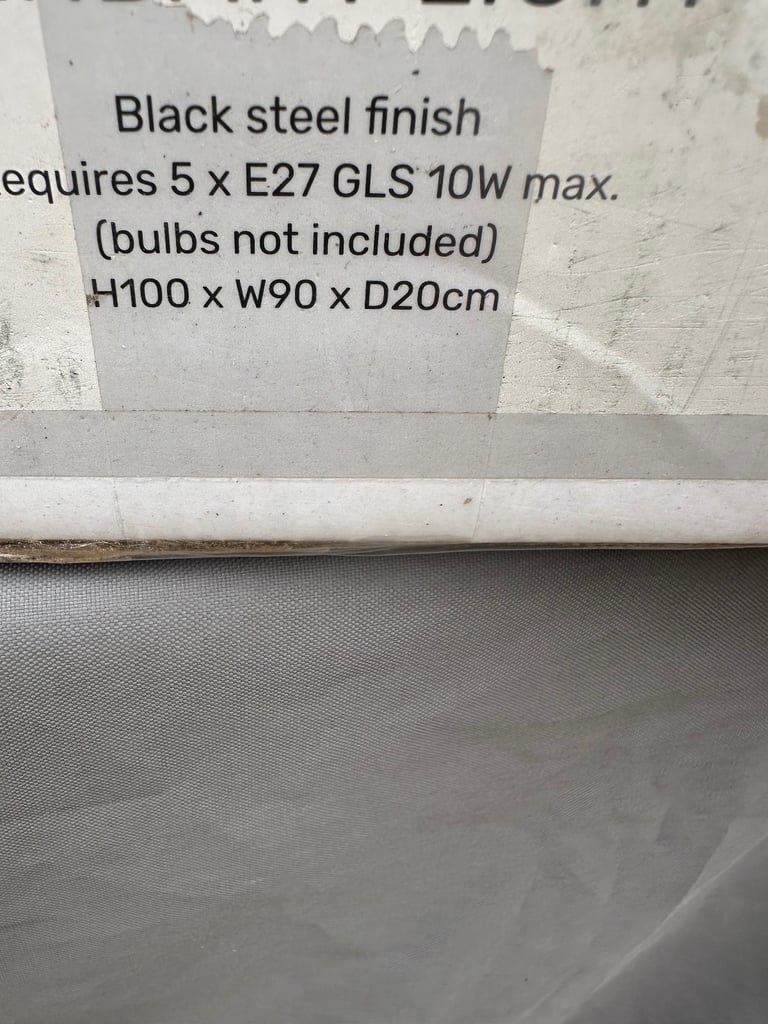 Black steel finish
equires 5 x E27 GLS 10W max.
(bulbs not included)
H100 x W90 x D20cm